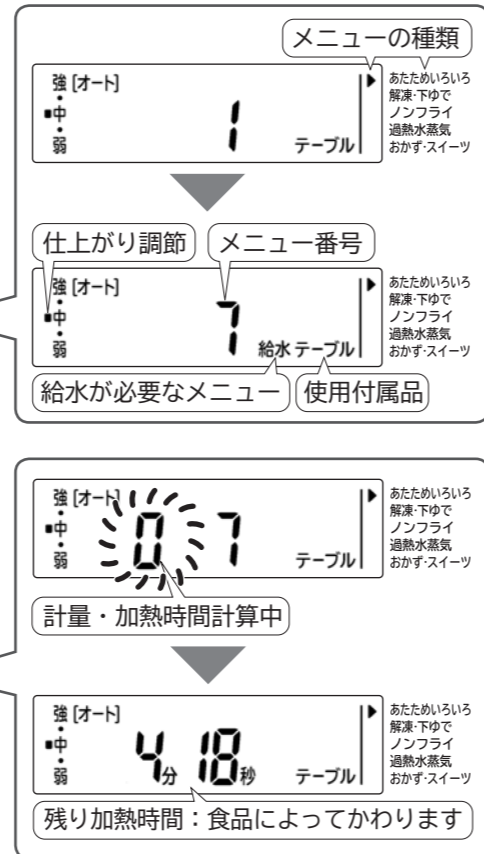 メニューの種類
強 [オート]
・
■中
・
弱
1
テーブル
▶
あたためいろいろ
解凍・下ゆで
ノンフライ
過熱水蒸気
おかず・スイーツ
仕上がり調節
メニュー番号
強 [オート]
・
■中
・
弱
7
給水 テーブル
▶
あたためいろいろ
解凍・下ゆで
ノンフライ
過熱水蒸気
おかず・スイーツ
給水が必要なメニュー
使用付属品
強 [オート]
・
■中
・
弱
0 7
テーブル
▶
あたためいろいろ
解凍・下ゆで
ノンフライ
過熱水蒸気
おかず・スイーツ
計量・加熱時間計算中
強 [オート]
・
■中
・
弱
4分 18秒
テーブル
▶
あたためいろいろ
解凍・下ゆで
ノンフライ
過熱水蒸気
おかず・スイーツ
残り加熱時間：食品によってかわります